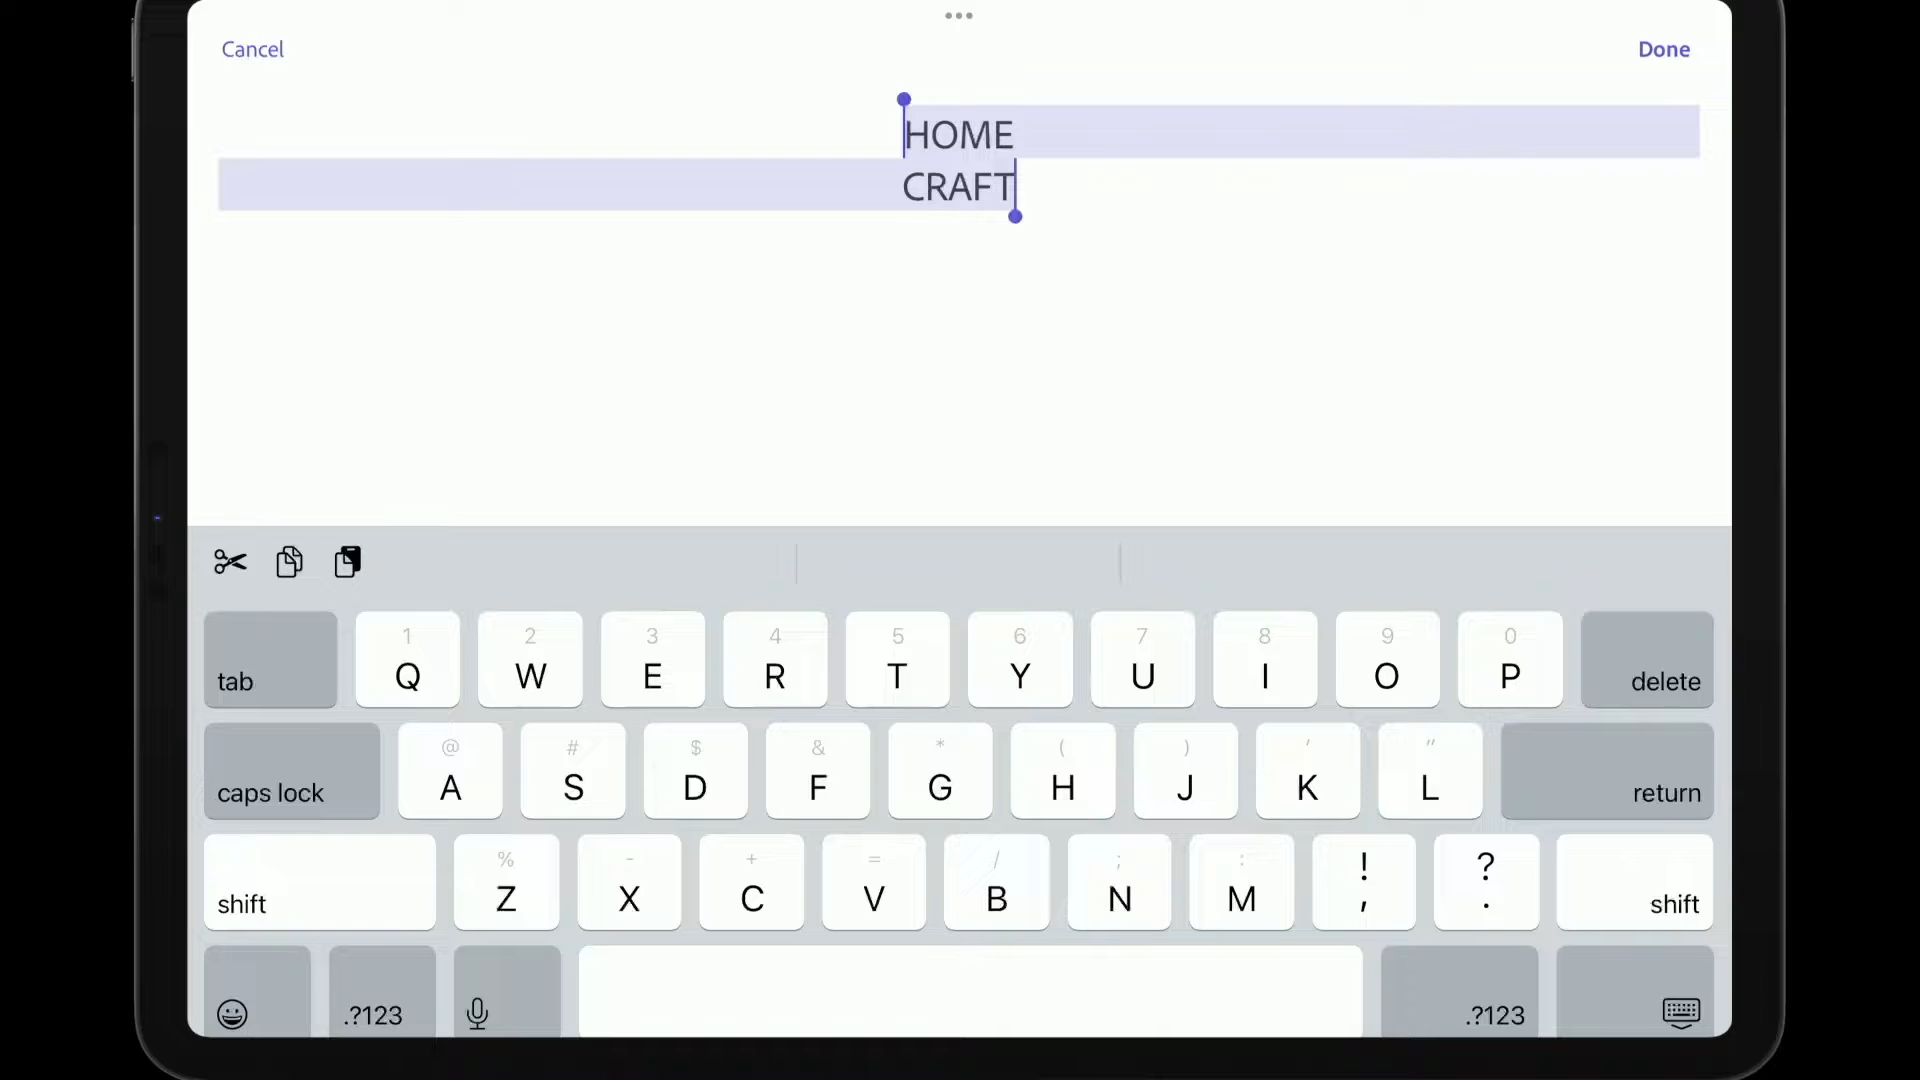 Cancel
Done
HOME
CRAFT
tab
1 2 3 4 5 6 7 8 9 0
Q W E R T Y U I O P
delete
caps lock
@ # $ & * ( ) ' "
A S D F G H J K L
return
shift
% - + = / ; : ! ?
Z X C V B N M , .
shift
.?123
.?123